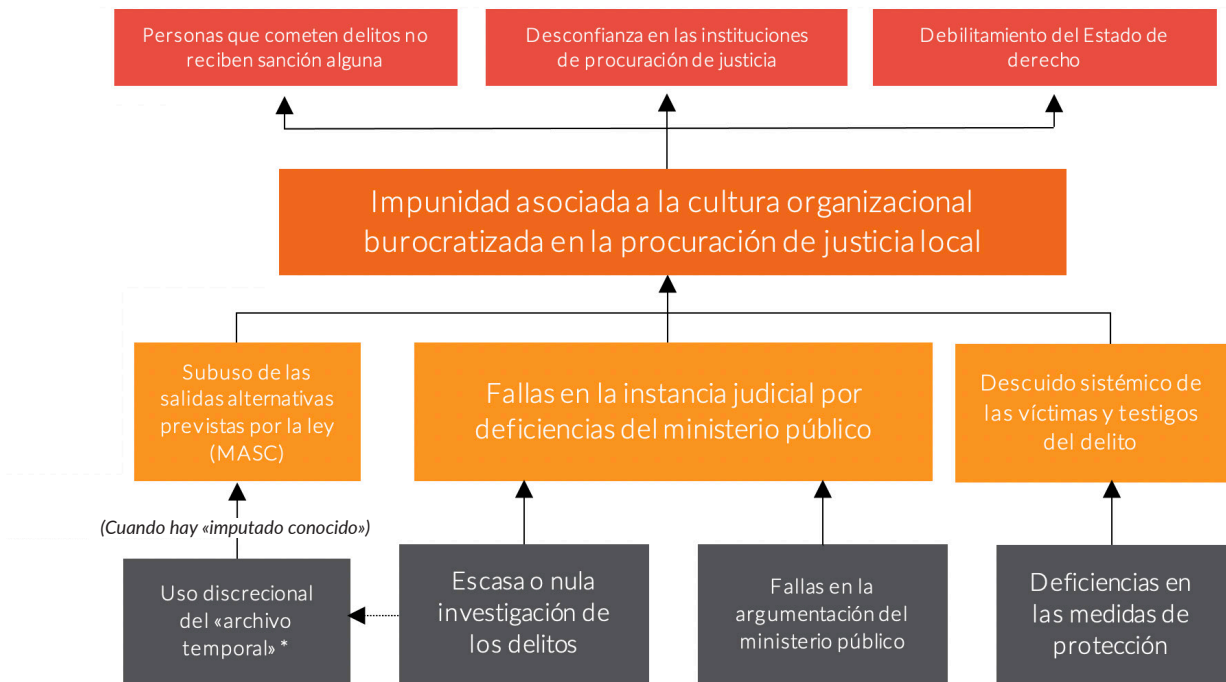 Personas que cometen delitos no
reciben sanción alguna
Desconfianza en las instituciones
de procuración de justicia
Debilitamiento del Estado de
derecho
Impunidad asociada a la cultura organizacional
burocratizada en la procuración de justicia local
Subuso de las
salidas alternativas
previstas por la ley
(MASC)
Fallas en la instancia judicial por
deficiencias del ministerio público
Descuido sistémico de
las víctimas y testigos
del delito
(Cuando hay «imputado conocido»)
Uso discrecional
del «archivo
temporal» *
Escasa o nula
investigación de
los delitos
Fallas en la
argumentación del
ministerio público
Deficiencias en
las medidas de
protección